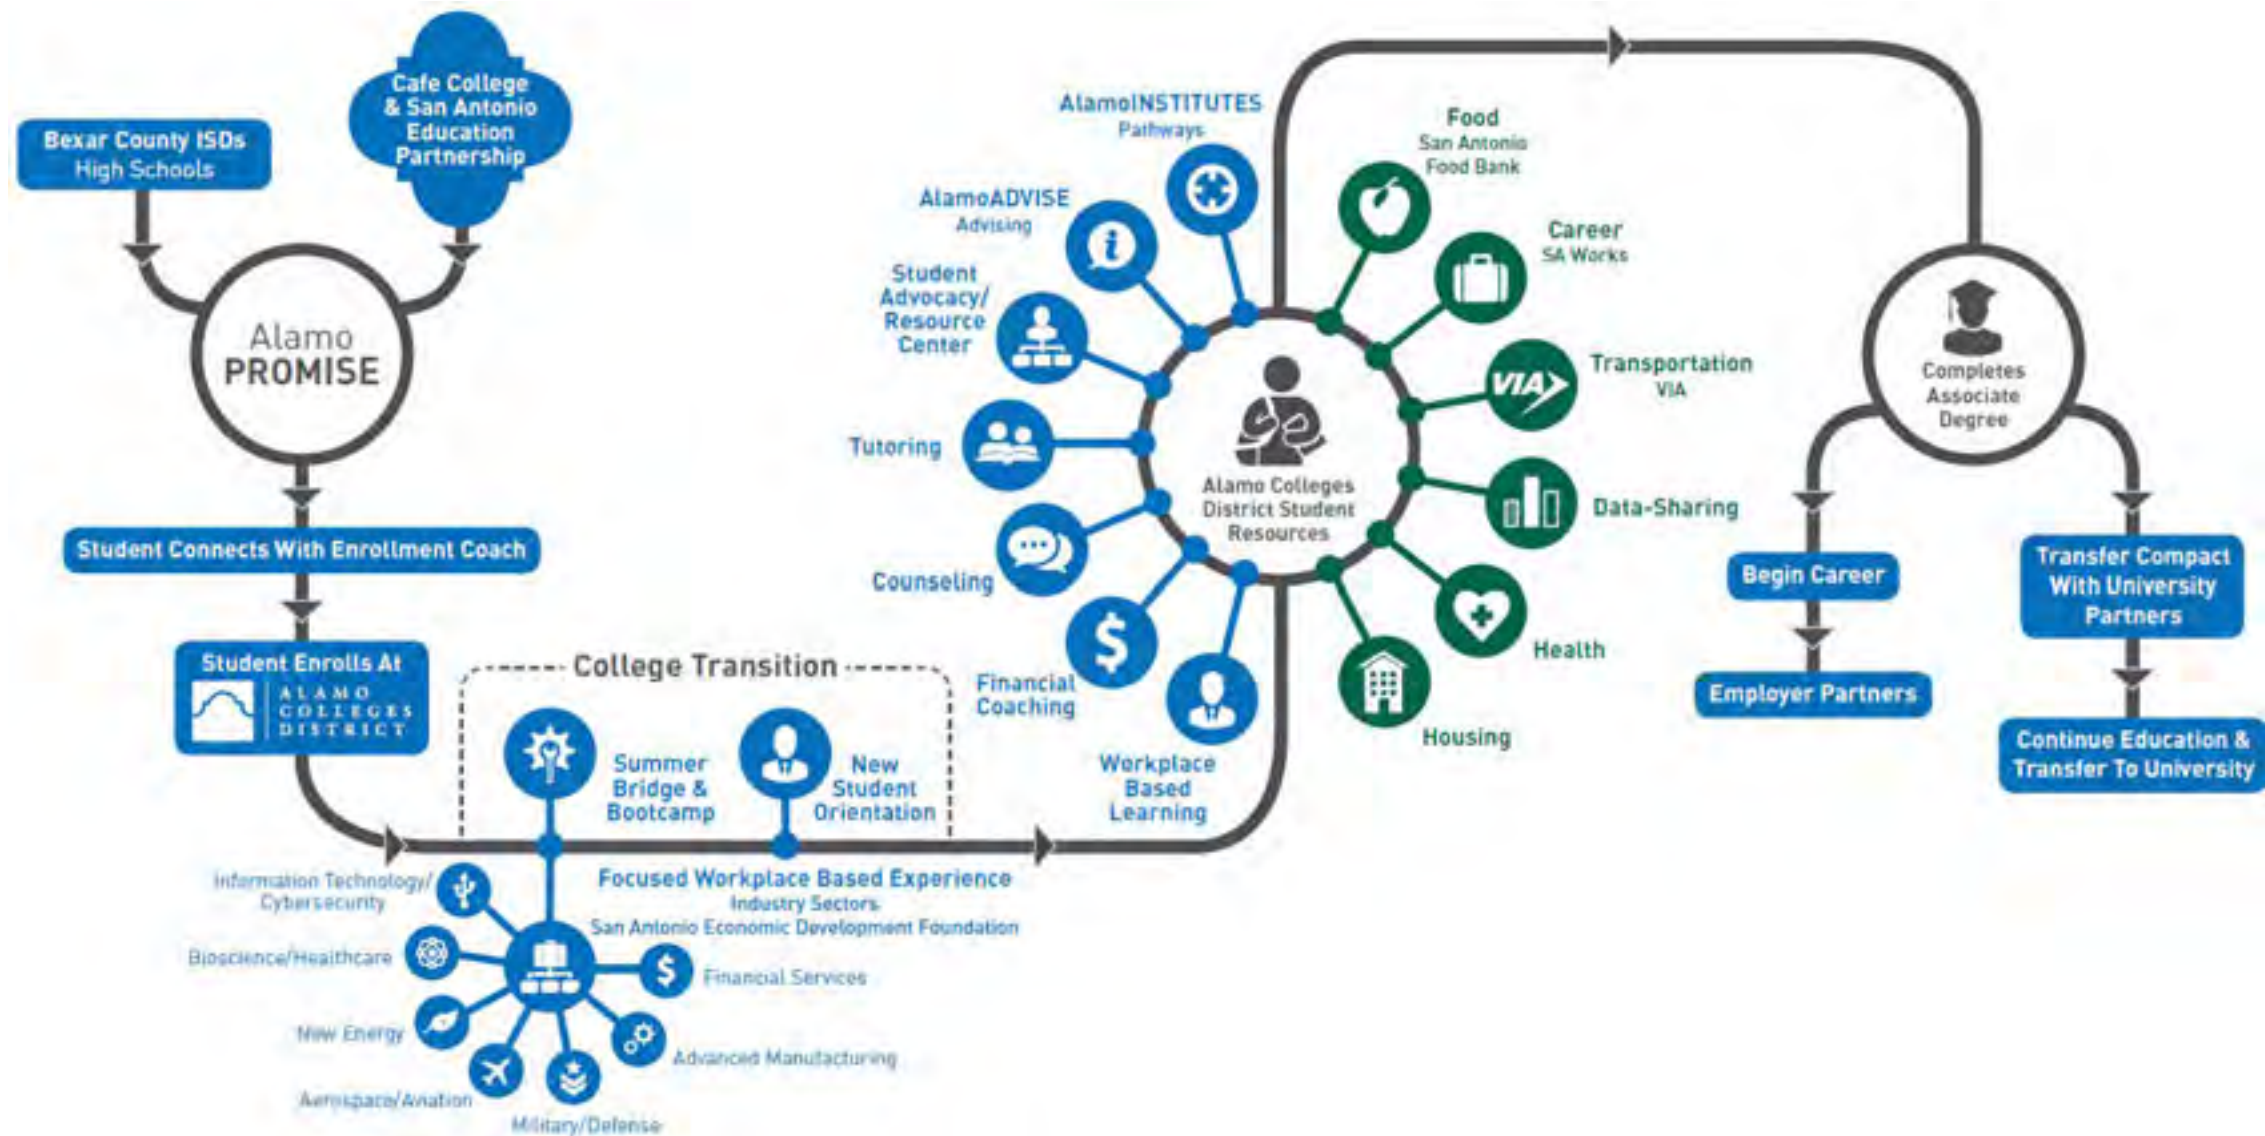 Cafe College
& San Antonio
Education
Partnership
Bexar County ISDs
High Schools
Alamo
PROMISE
Student Connects With Enrollment Coach
Student Enrolls At
ALAMO
COLLEGES
DISTRICT
College Transition
Summer
Bridge &
Bootcamp
New
Student
Orientation
Focused Workplace Based Experience
Industry Sectors
San Antonio Economic Development Foundation
Information Technology/
Cybersecurity
Bioscience/Healthcare
New Energy
Aerospace/Aviation
Military/Defense
Advanced Manufacturing
Financial Services
AlamoINSTITUTES
Pathways
AlamoADVISE
Advising
Student
Advocacy/
Resource
Center
Tutoring
Counseling
Financial
Coaching
Workplace
Based
Learning
Alamo Colleges
District Student
Resources
Food
San Antonio
Food Bank
Career
SA Works
VIA
Transportation
VIA
Data-Sharing
Health
Housing
Completes
Associate
Degree
Begin Career
Employer Partners
Transfer Compact
With University
Partners
Continue Education &
Transfer To University